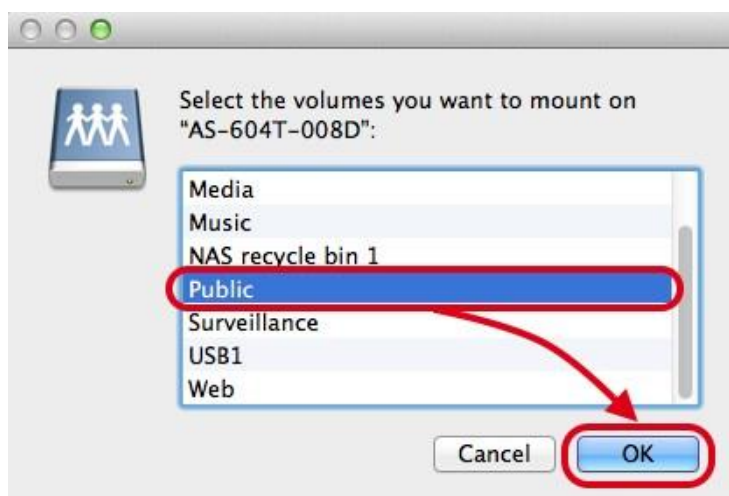 Select the volumes you want to mount on
"AS-604T-008D":
Media
Music
NAS recycle bin 1
Public
Surveillance
USB1
Web
Cancel
OK